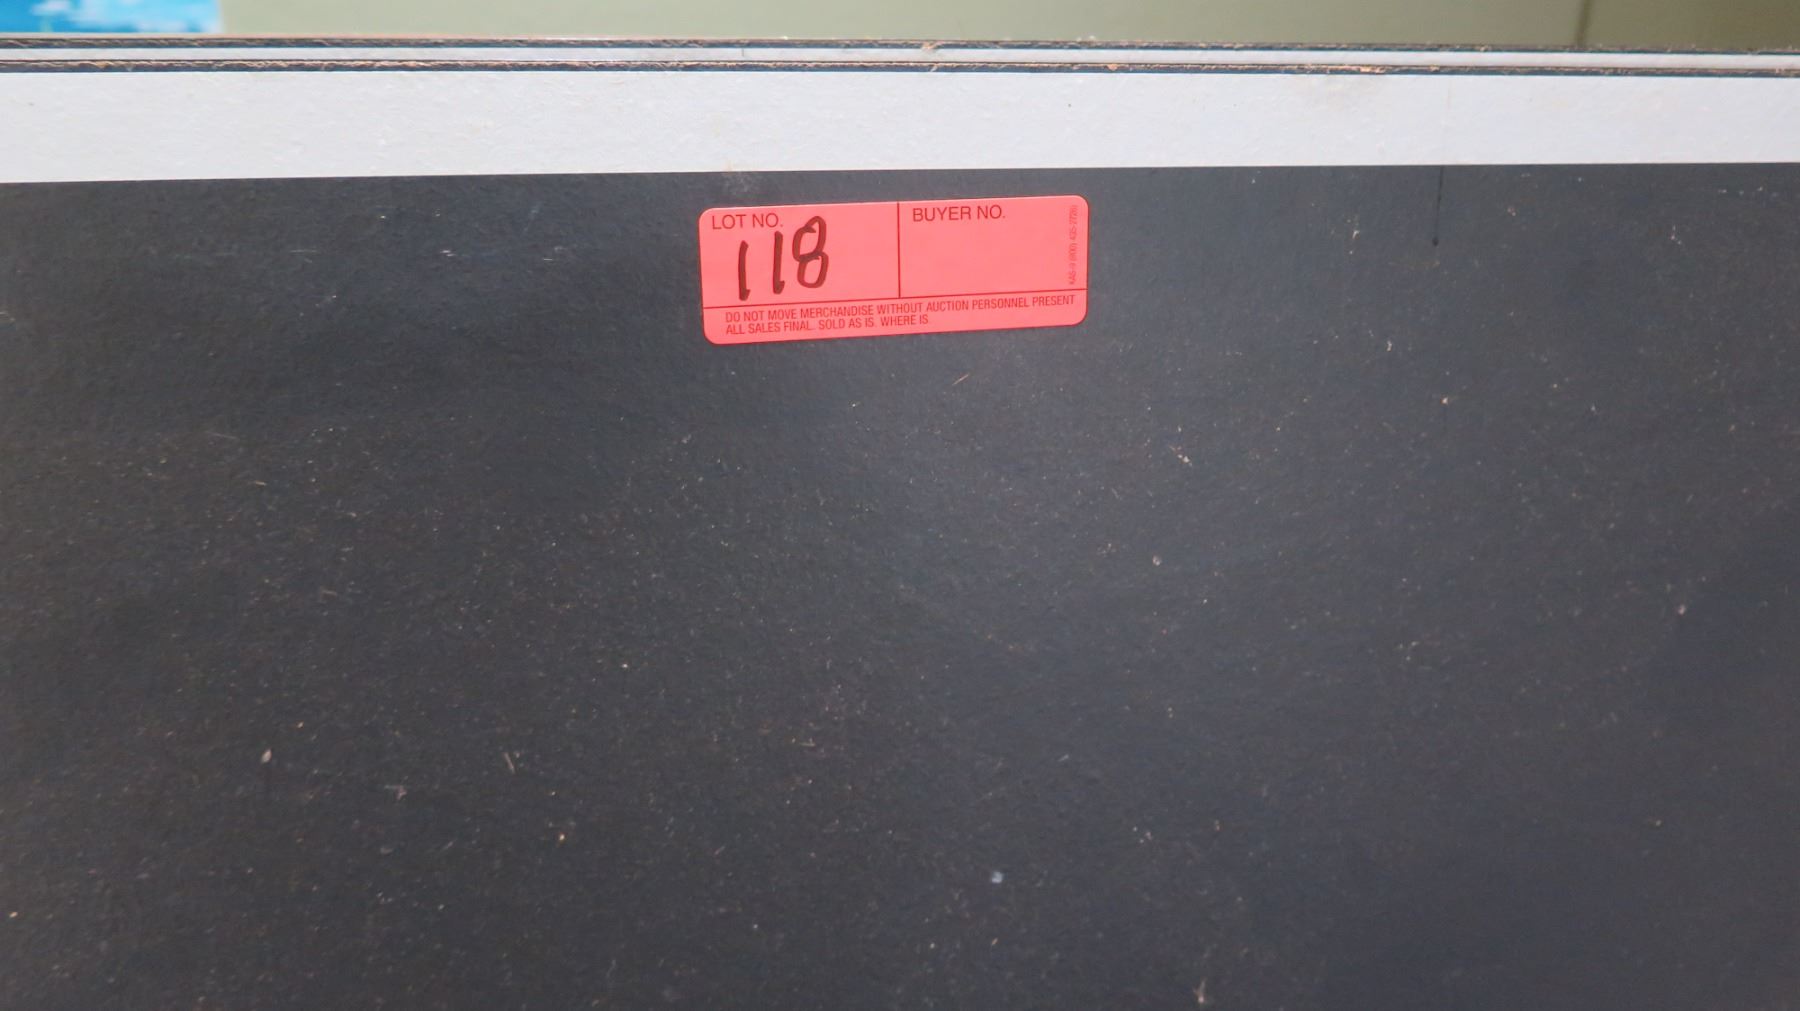 LOT NO.
118
BUYER NO.
DO NOT MOVE MERCHANDISE WITHOUT AUCTION PERSONNEL PRESENT
ALL SALES FINAL. SOLD AS IS. WHERE IS.